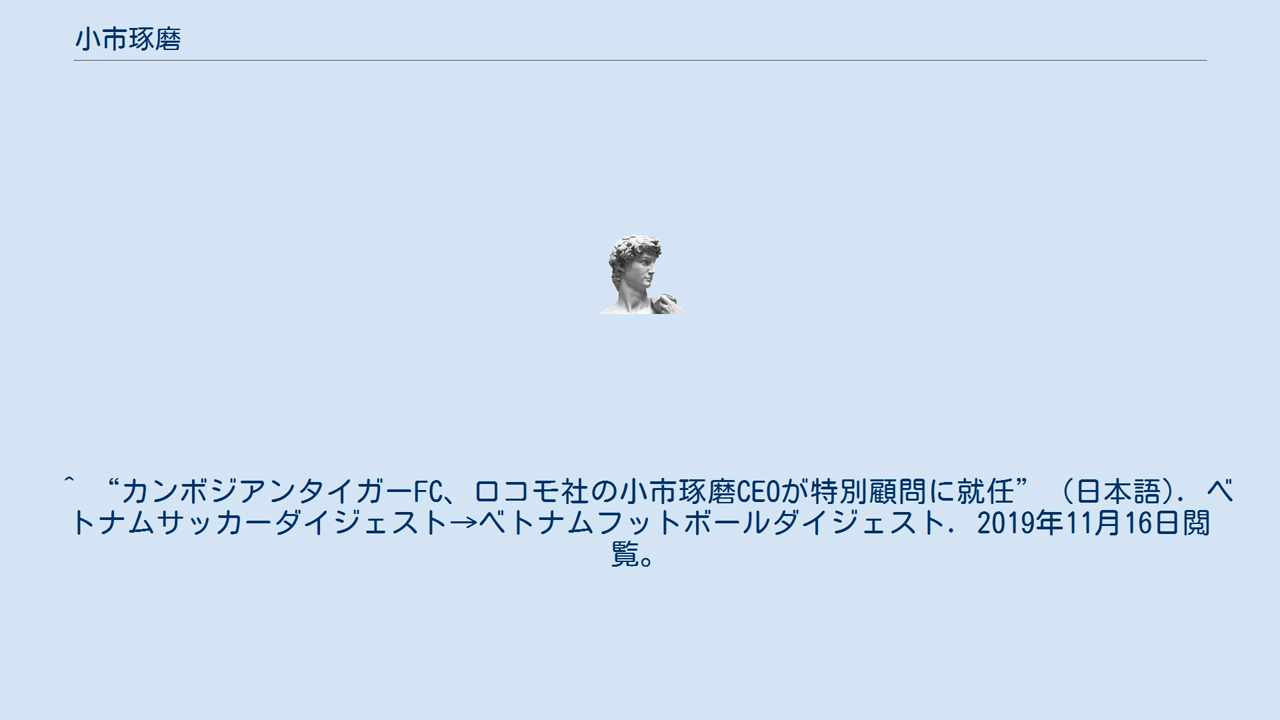 小市琢磨
^ “カンボジアンタイガーFC、ロコモ社の小市琢磨CEOが特別顧問に就任” (日本語). ベ
トナムサッカーダイジェスト→ベトナムフットボールダイジェスト. 2019年11月16日閲
覧。